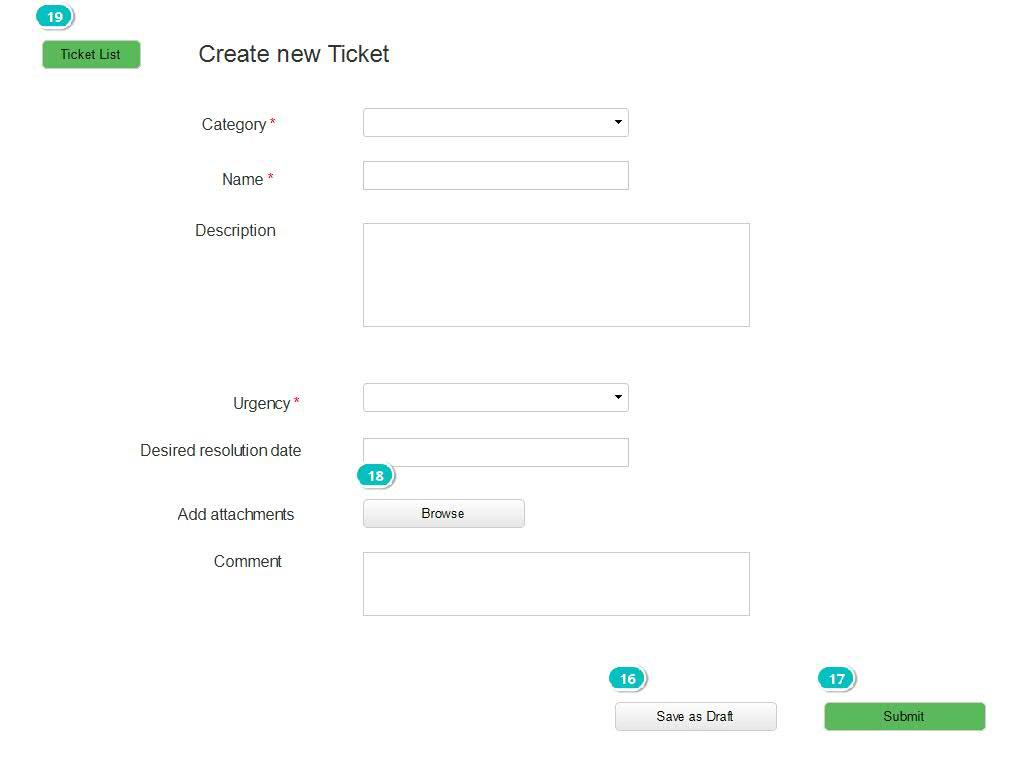 19
Ticket List
Create new Ticket
Category *
Name *
Description
Urgency *
Desired resolution date
18
Add attachments
Browse
Comment
16
17
Save as Draft
Submit